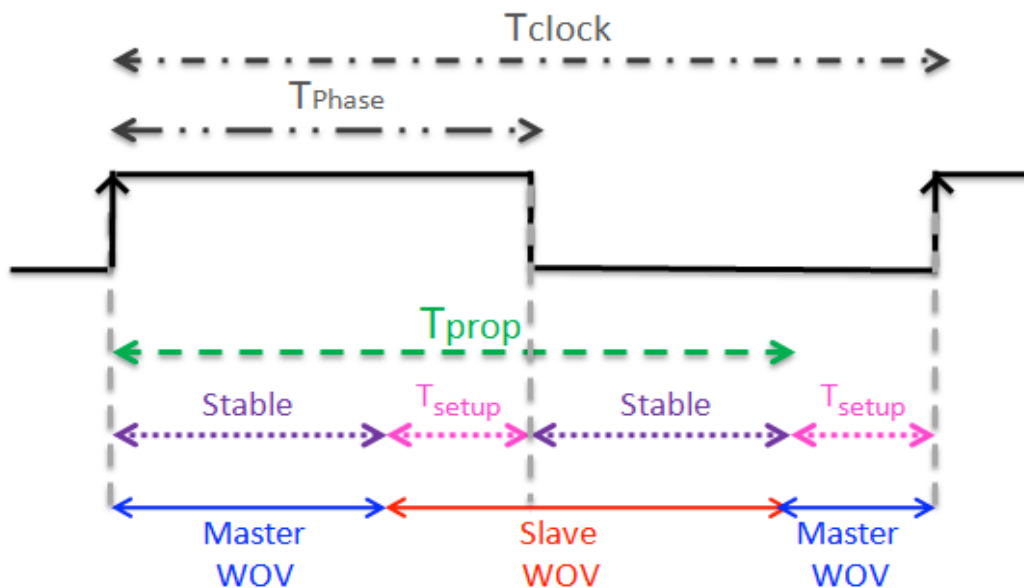 Tclock
TPhase
Tprop
Stable
Tsetup
Stable
Tsetup
Master
WOV
Slave
WOV
Master
WOV